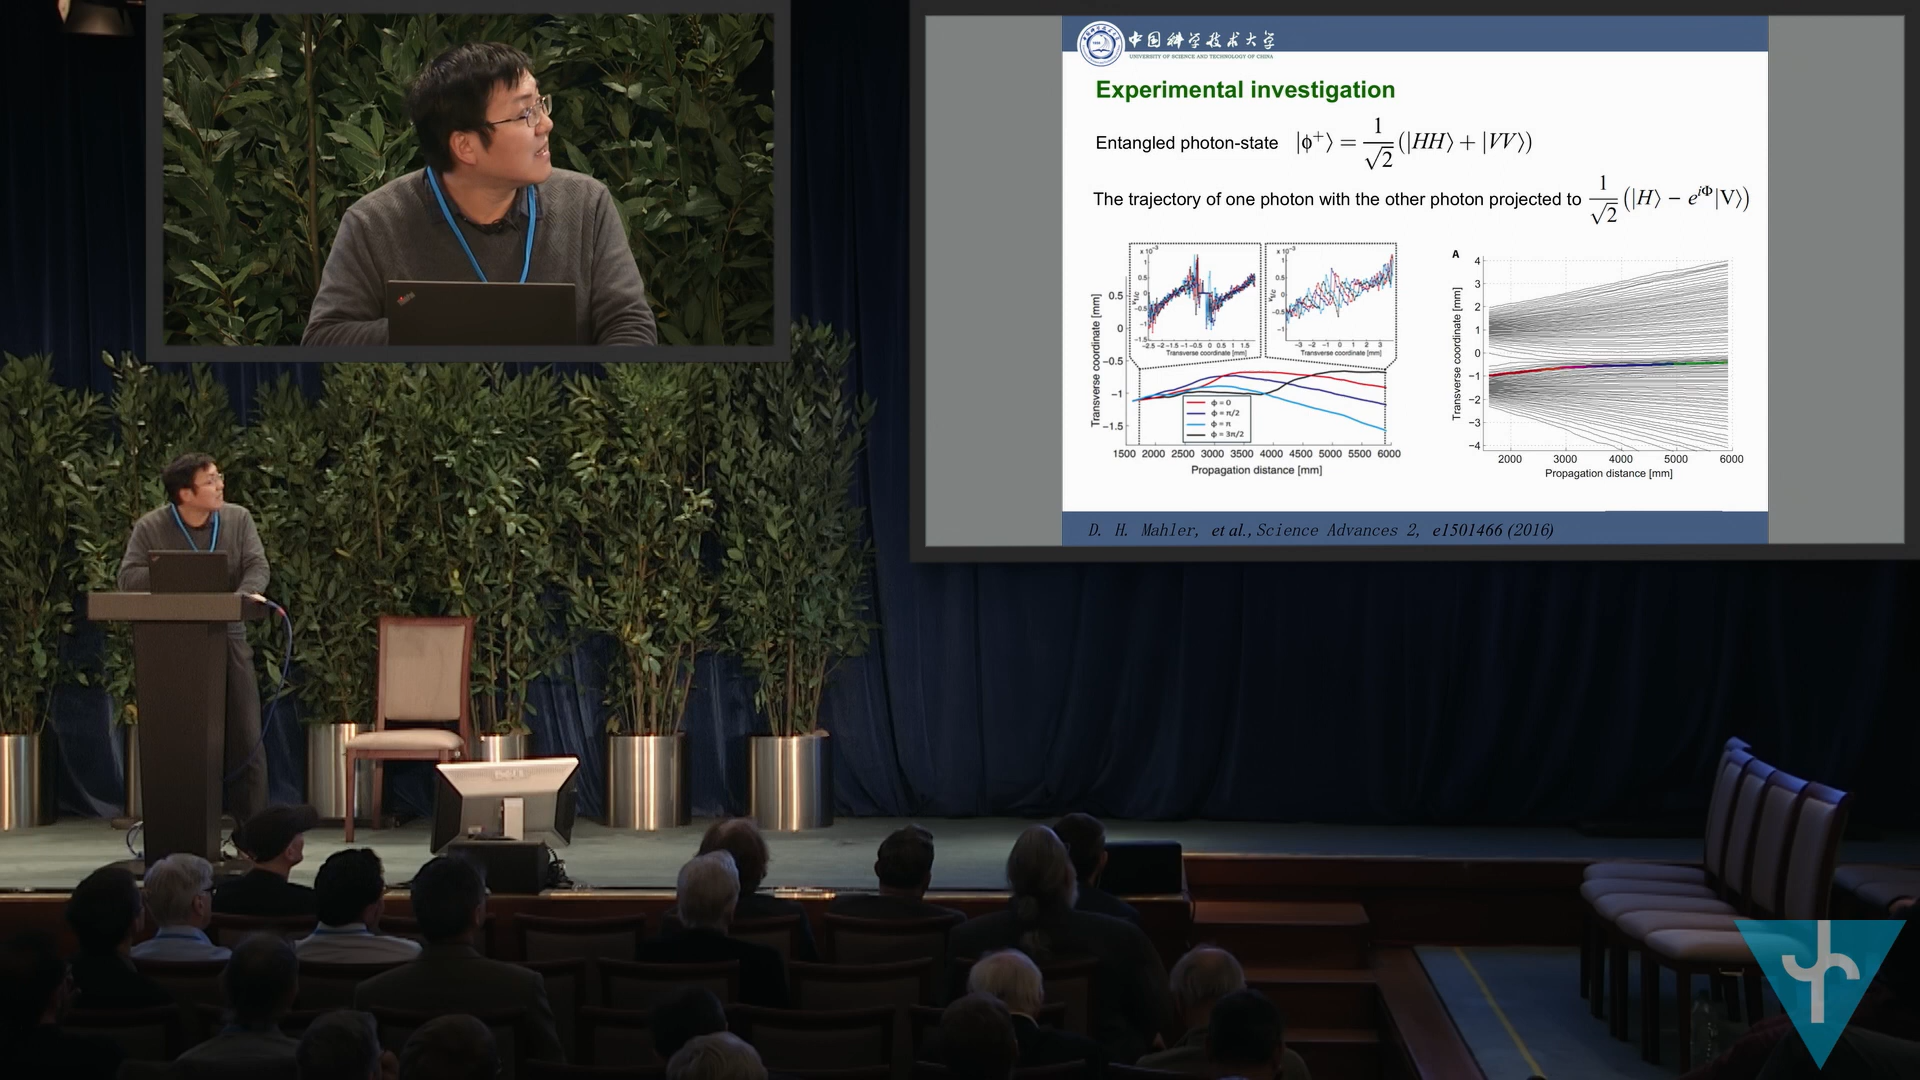 中国科学技术大学
UNIVERSITY OF SCIENCE AND TECHNOLOGY OF CHINA
Experimental investigation
Entangled photon-state |ϕ⁺⟩ = 1/√2 (|HH⟩ + |VV⟩)
The trajectory of one photon with the other photon projected to 1/√2 (|H⟩ − e^{iΦ}|V⟩)
Transverse coordinate [mm]
0.5
0
−0.5
−1
−1.5
Transverse coordinate [mm]
Transverse coordinate [mm]
ϕ = 0
ϕ = π/2
ϕ = π
ϕ = 3π/2
1500 2000 2500 3000 3500 4000 4500 5000 5500 6000
Propagation distance [mm]
A
Transverse coordinate [mm]
4
3
2
1
0
−1
−2
−3
−4
2000 3000 4000 5000 6000
Propagation distance [mm]
D. H. Mahler, et al., Science Advances 2, e1501466 (2016)
DELL